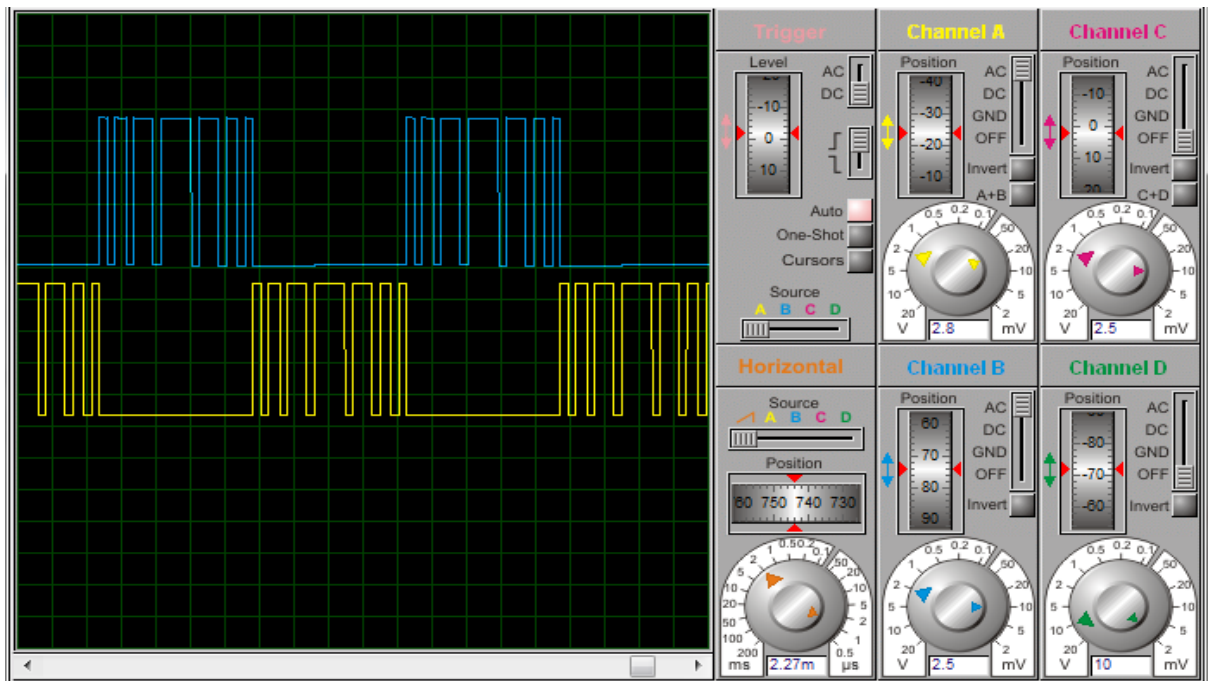 Trigger
Level
20
-10
0
10
AC
DC
Auto
One-Shot
Cursors
Source
A B C D
Channel A
Position
-40
-30
-20
-10
AC
DC
GND
OFF
Invert
A+B
20 10 5 2 1 0.5 0.2 0.1 50 20 10 5 2
V 2.8 mV
Channel C
Position
-10
0
10
20
AC
DC
GND
OFF
Invert
C+D
20 10 5 2 1 0.5 0.2 0.1 50 20 10 5 2
V 2.5 mV
Horizontal
Source
A B C D
Position
750 740 730
200 100 50 20 10 5 2 1 0.5 0.2 0.1 50 20 10 5 2 1 0.5
ms 2.27m µs
Channel B
Position
60
70
80
90
AC
DC
GND
OFF
Invert
20 10 5 2 1 0.5 0.2 0.1 50 20 10 5 2
V 2.5 mV
Channel D
Position
-80
-70
-60
AC
DC
GND
OFF
Invert
20 10 5 2 1 0.5 0.2 0.1 50 20 10 5 2
V 10 mV